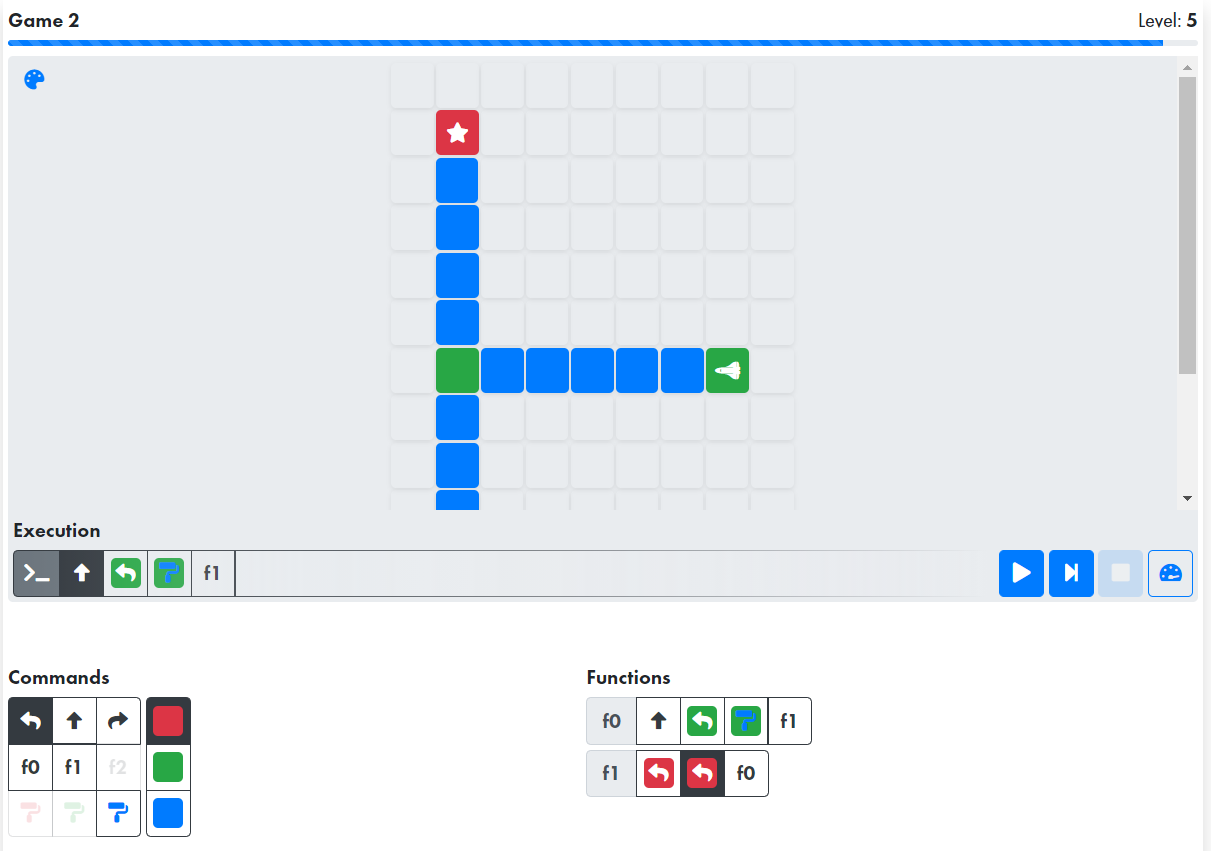 Game 2
Level: 5
Execution
f1
Commands
Functions
f0 f1
f0 f1 f2
f1 f0